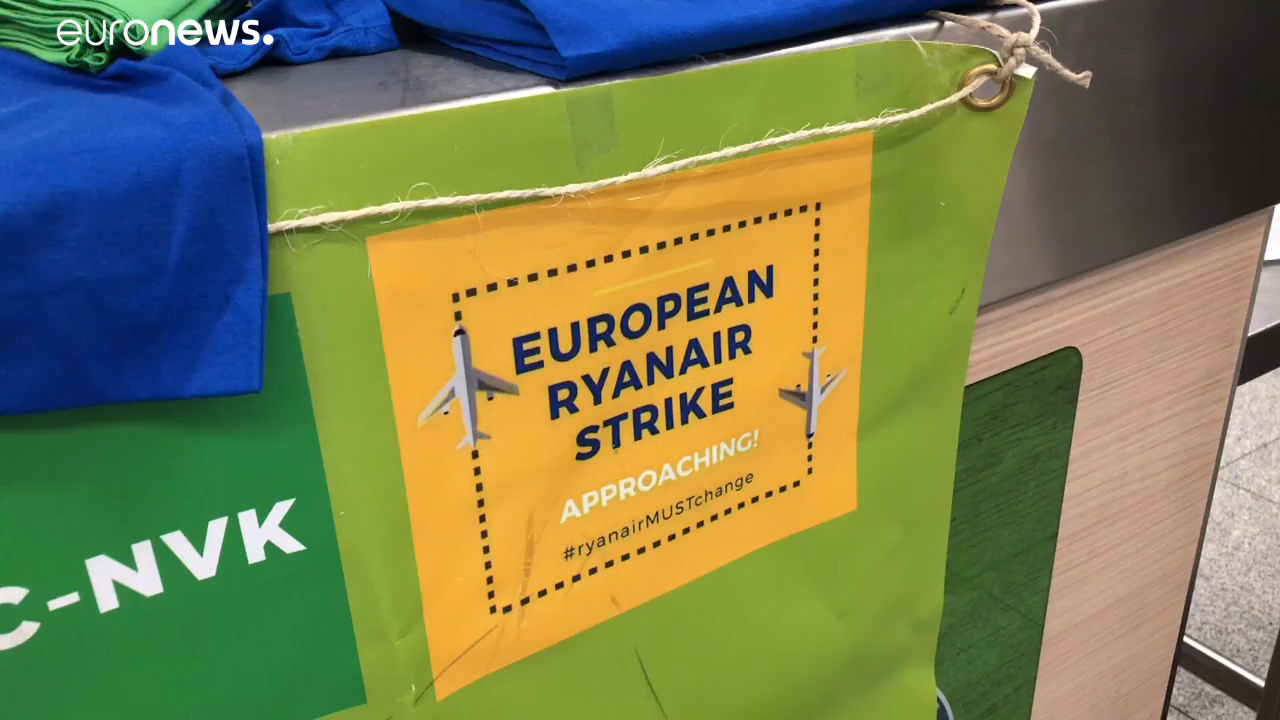 euronews.
EUROPEAN
RYANAIR
STRIKE
APPROACHING!
#ryanairMUSTchange
C-NVK